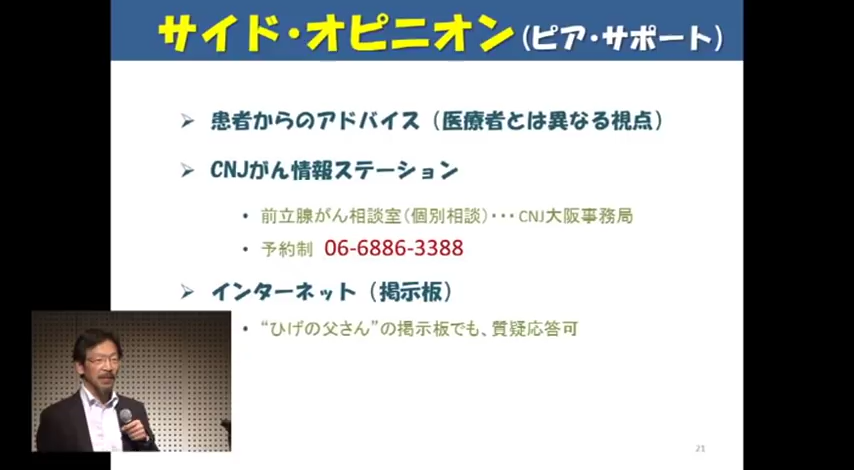 サイド・オピニオン(ピア・サポート)
➢ 患者からのアドバイス（医療者とは異なる視点）
➢ CNJがん情報ステーション
• 前立腺がん相談室(個別相談)・・・CNJ大阪事務局
• 予約制 06-6886-3388
➢ インターネット（掲示板）
• “ひげの父さん”の掲示板でも、質疑応答可
21